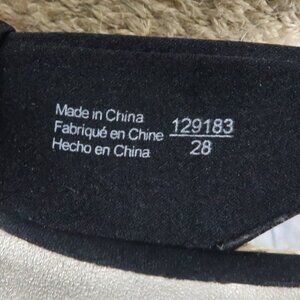 Made in China
Fabriqué en Chine
Hecho en China
129183
28